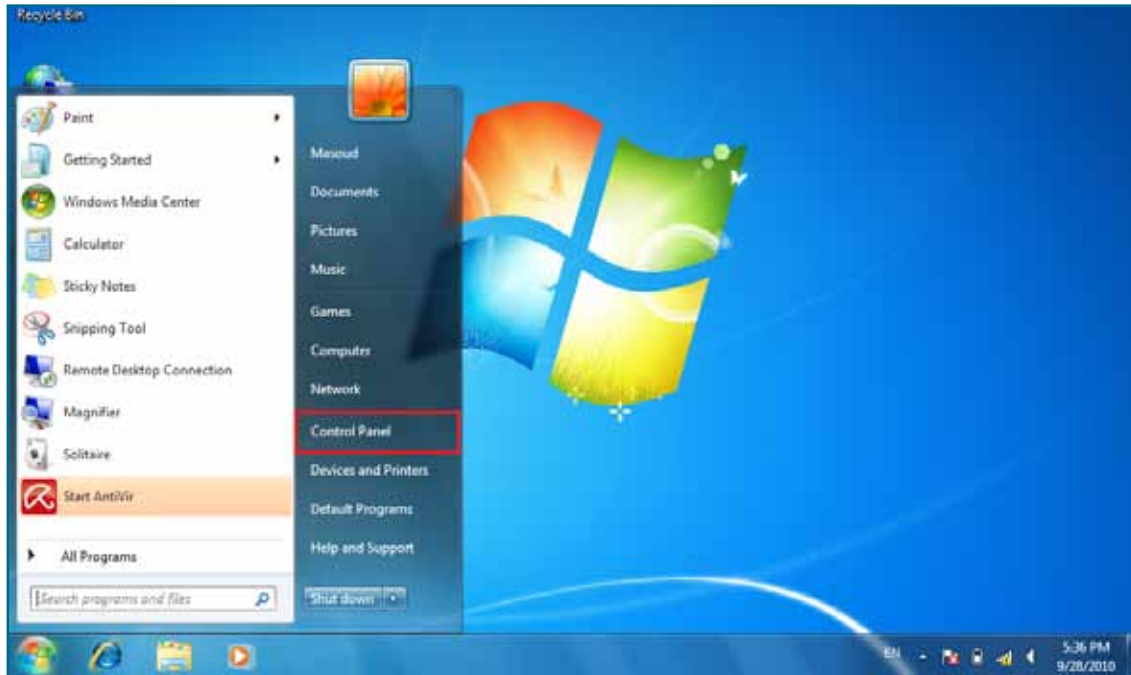 Recycle Bin
Paint
Getting Started
Windows Media Center
Calculator
Sticky Notes
Snipping Tool
Remote Desktop Connection
Magnifier
Solitaire
Start AntiVir
All Programs
Search programs and files
Masoud
Documents
Pictures
Music
Games
Computer
Network
Control Panel
Devices and Printers
Default Programs
Help and Support
Shut down
EN
5:36 PM
9/28/2010